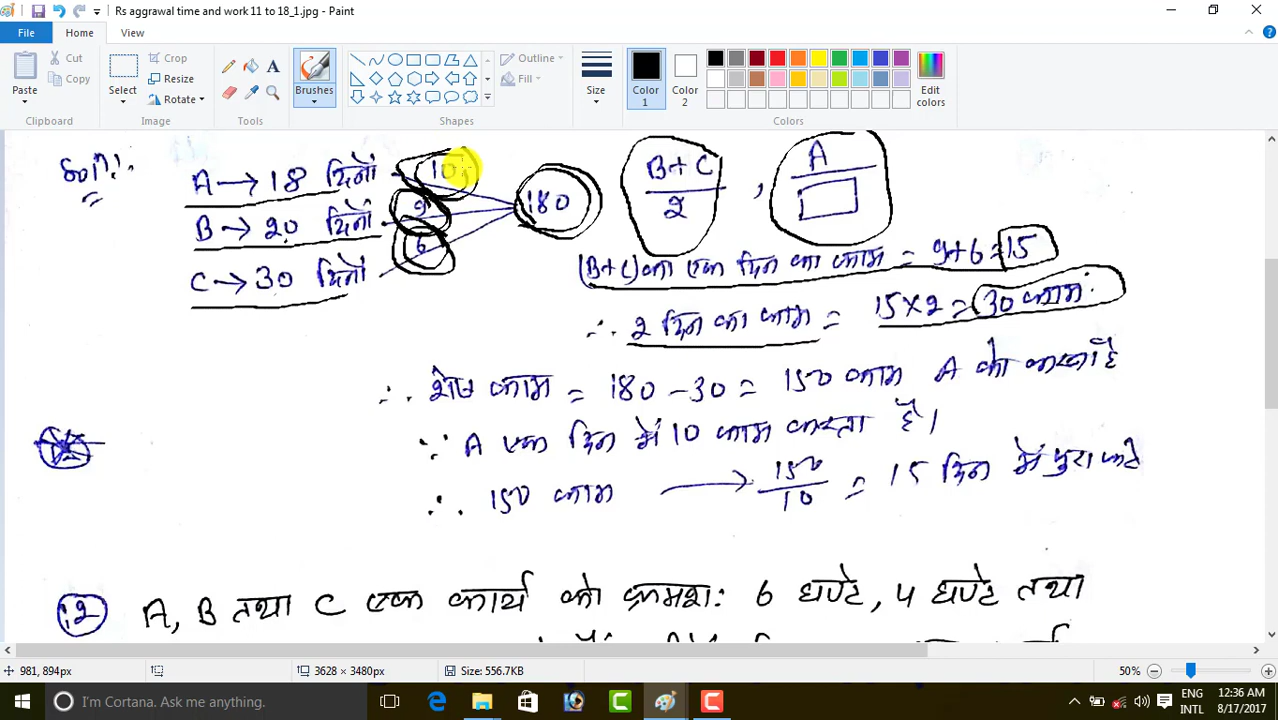 Rs aggrawal time and work 11 to 18_1.jpg - Paint
File Home View
Paste Cut Copy Select Crop Resize Rotate Brushes Outline Fill Size Color 1 Color 2 Edit colors
Clipboard Image Tools Shapes Colors
Soln:
A → 18 दिनों 10 180 B+C/2 , A/□
B → 20 दिनों 9
C → 30 दिनों 6
(B+C) का एक दिन का काम = 9+6 = 15
∴ 2 दिन का काम = 15×2 = 30 काम.
∴ शेष काम = 180 - 30 = 150 काम A को करना है
∵ A एक दिन में 10 काम करता है।
∴ 150 काम → 150/10 = 15 दिन में पुरा करे
12 A, B तथा C एक कार्य को क्रमश: 6 घण्टे, 4 घण्टे तथा
981, 894px 3628 × 3480px Size: 556.7KB 50%
I'm Cortana. Ask me anything. ENG INTL 12:36 AM 8/17/2017